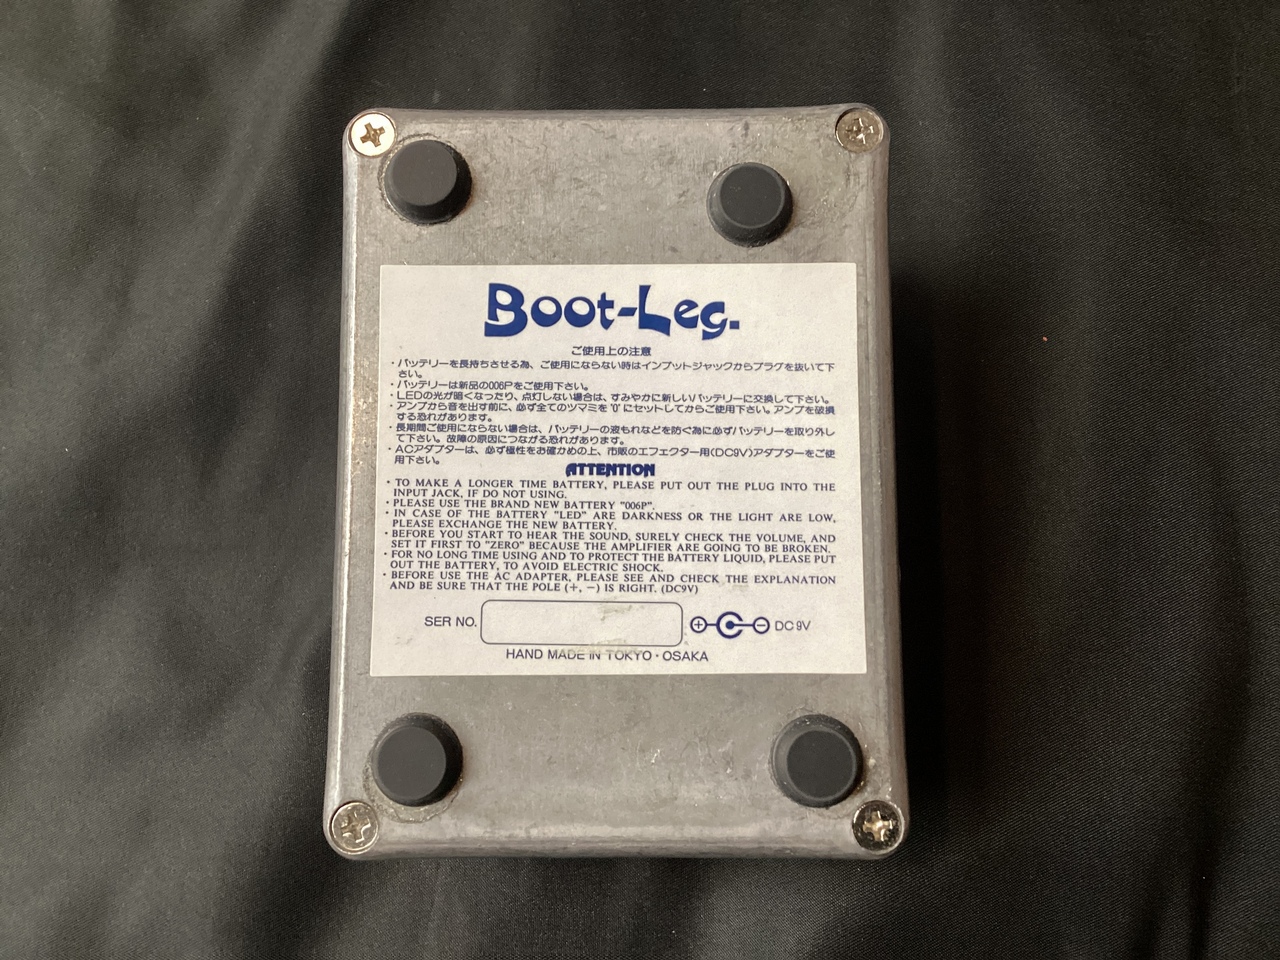 Boot-Leg.
ご使用上の注意
・バッテリーを長持ちさせる為、ご使用にならない時はインプットジャックからプラグを抜いて下
さい。
・バッテリーは新品の006Pをご使用下さい。
・LEDの光が暗くなったり、点灯しない場合は、すみやかに新しいバッテリーに交換して下さい。
・アンプから音を出す前に、必ず全てのツマミを'0'にセットしてからご使用下さい。アンプを破損
する恐れがあります。
・長期間ご使用にならない場合は、バッテリーの液もれなどを防ぐ為に必ずバッテリーを取り外し
て下さい。故障の原因につながる恐れがあります。
・ACアダプターは、必ず極性をお確かめの上、市販のエフェクター用(DC9V)アダプターをご使
用下さい。
ATTENTION
・TO MAKE A LONGER TIME BATTERY, PLEASE PUT OUT THE PLUG INTO THE
INPUT JACK, IF DO NOT USING.
・PLEASE USE THE BRAND NEW BATTERY "006P".
・IN CASE OF THE BATTERY "LED" ARE DARKNESS OR THE LIGHT ARE LOW,
PLEASE EXCHANGE THE NEW BATTERY.
・BEFORE YOU START TO HEAR THE SOUND, SURELY CHECK THE VOLUME, AND
SET IT FIRST TO "ZERO" BECAUSE THE AMPLIFIER ARE GOING TO BE BROKEN.
・FOR NO LONG TIME USING AND TO PROTECT THE BATTERY LIQUID, PLEASE PUT
OUT THE BATTERY, TO AVOID ELECTRIC SHOCK.
・BEFORE USE THE AC ADAPTER, PLEASE SEE AND CHECK THE EXPLANATION
AND BE SURE THAT THE POLE (+, −) IS RIGHT. (DC9V)
SER NO. + − DC 9V
HAND MADE IN TOKYO・OSAKA